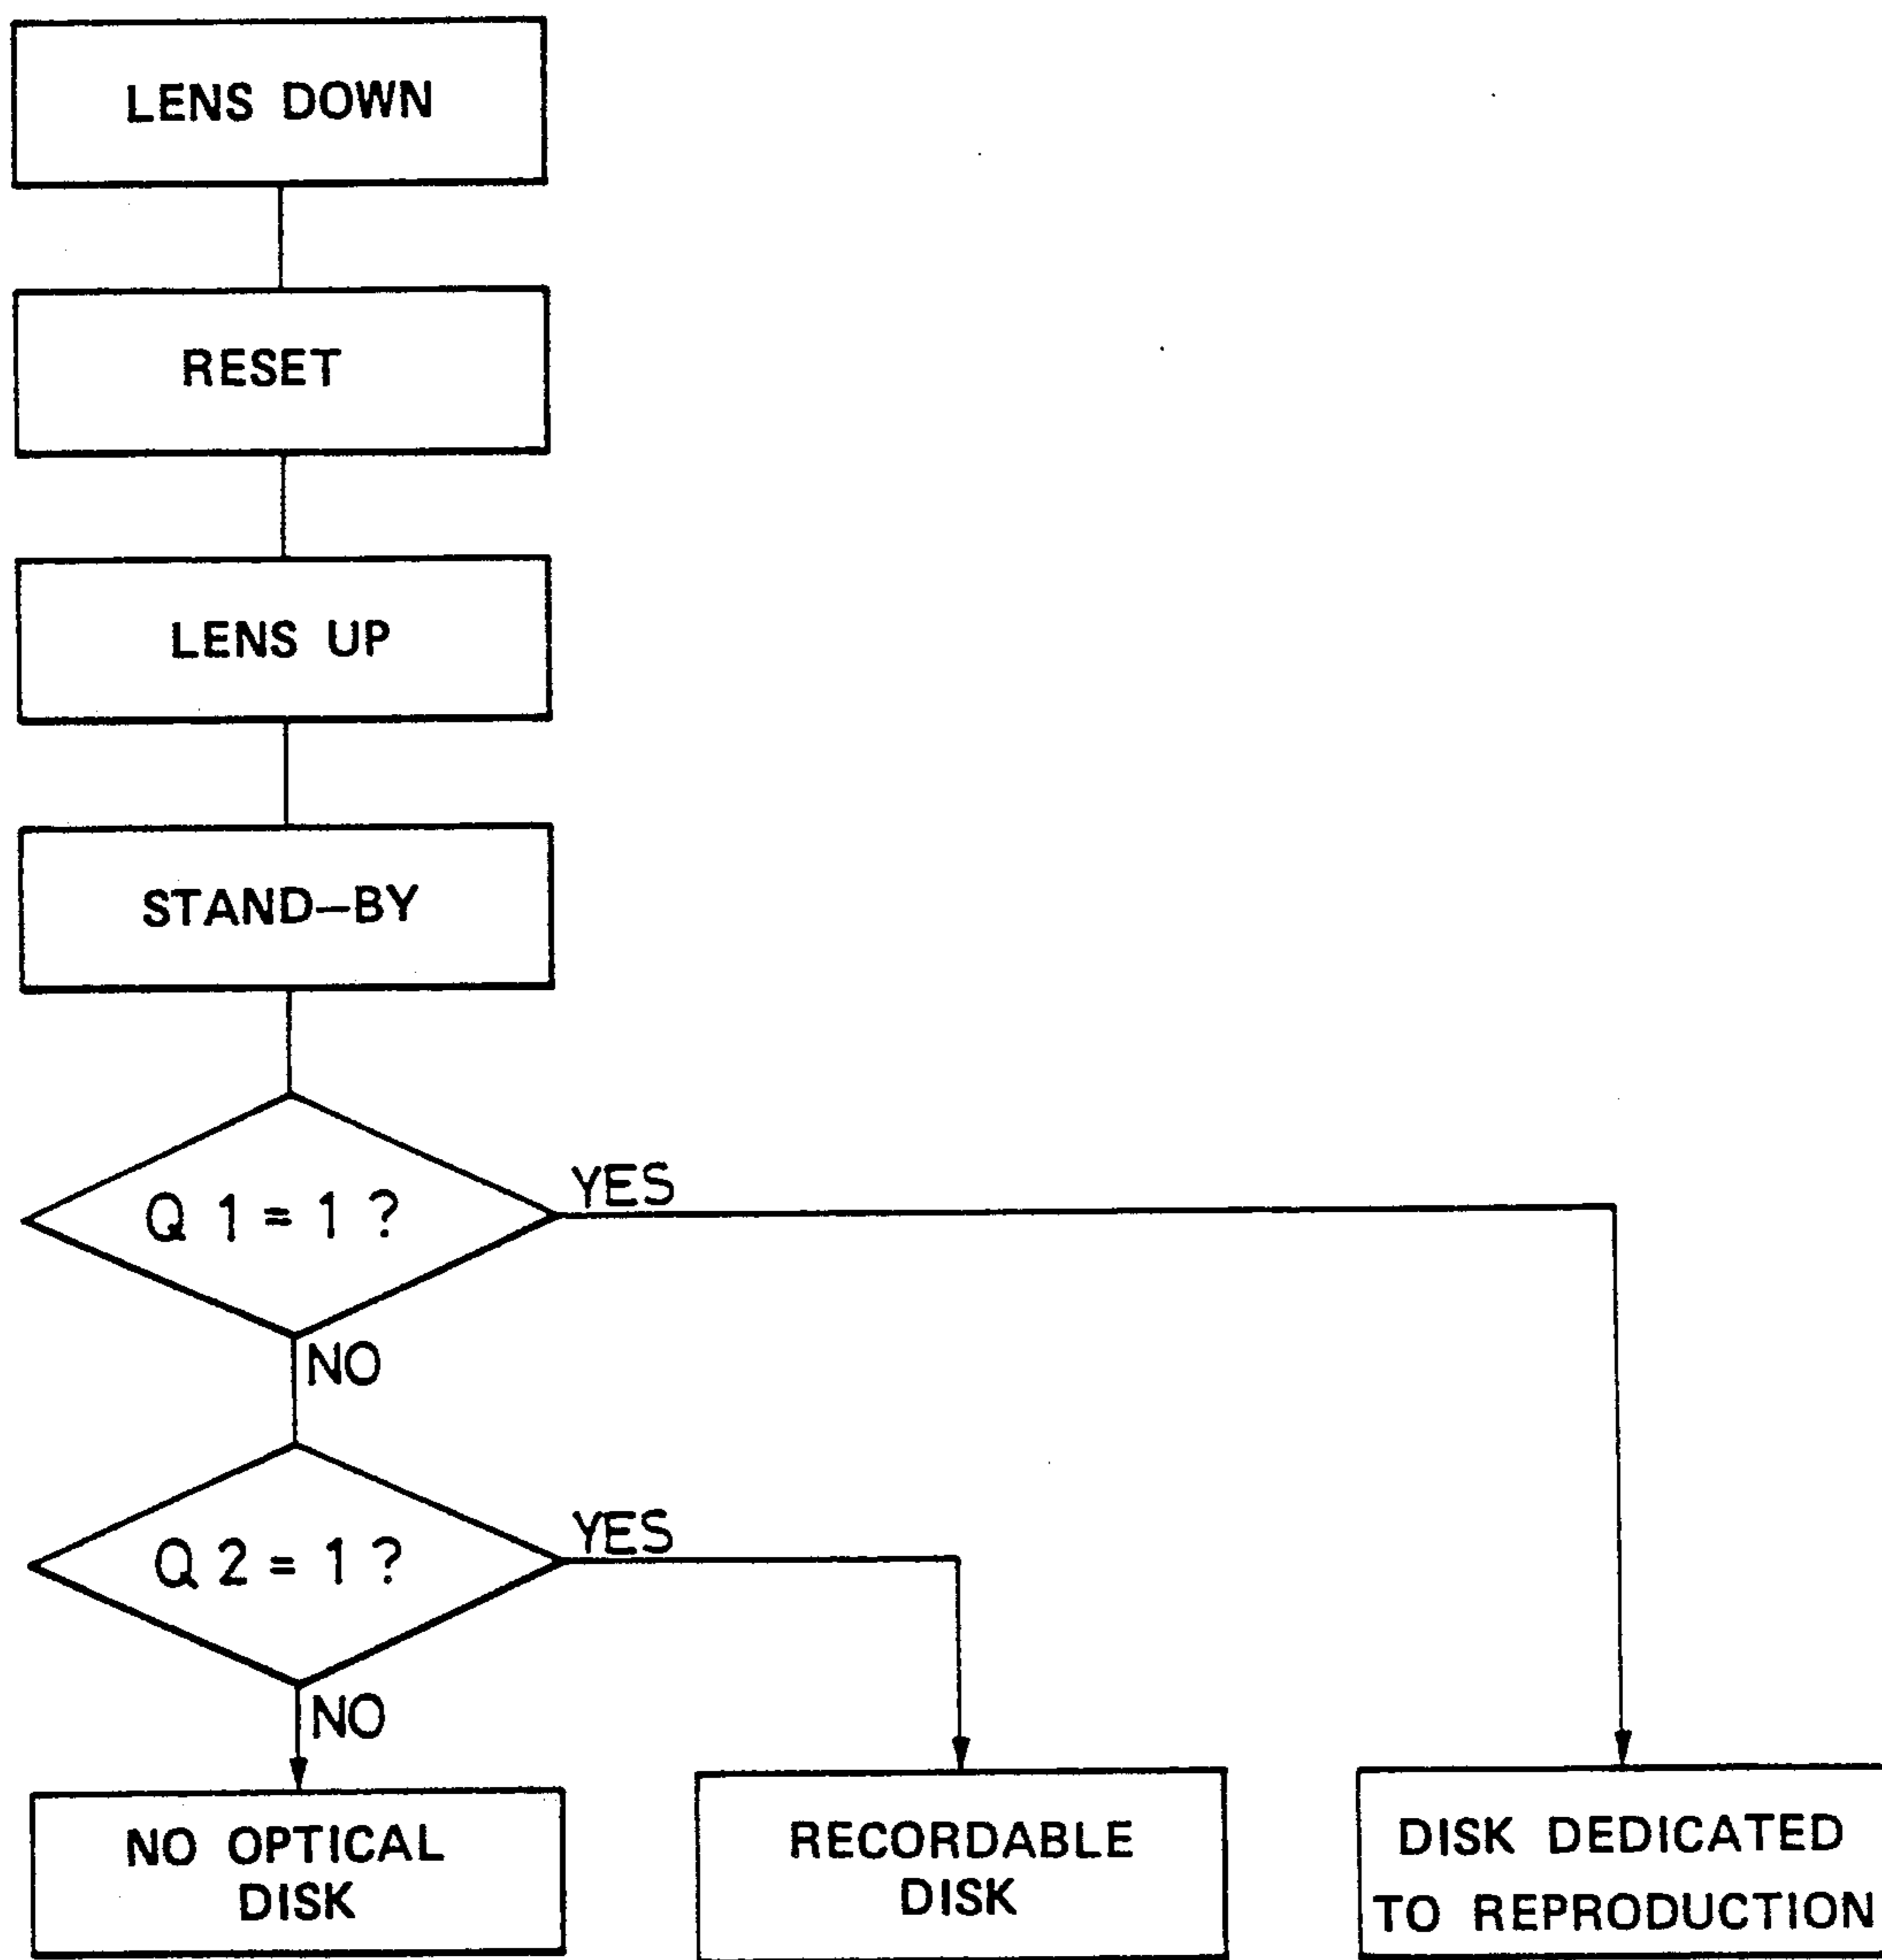 LENS DOWN
RESET
LENS UP
STAND—BY
Q 1 = 1 ?
YES
NO
Q 2 = 1 ?
YES
NO
NO OPTICAL
DISK
RECORDABLE
DISK
DISK DEDICATED
TO REPRODUCTION